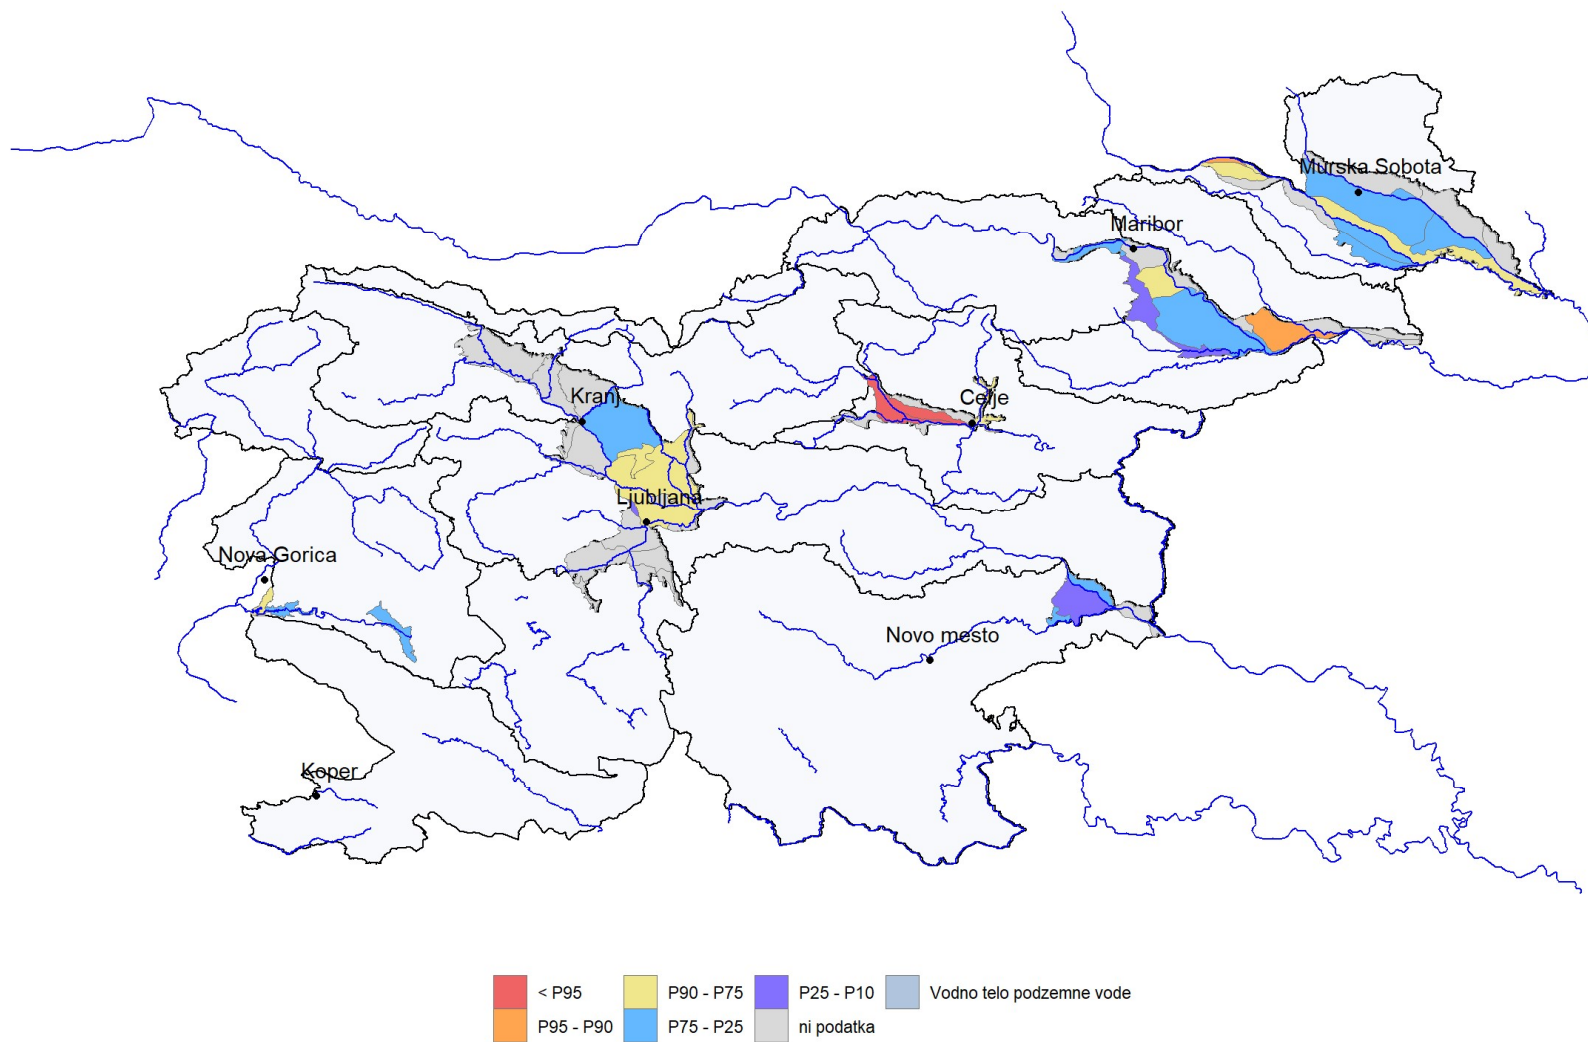 Murska Sobota
Maribor
Kranj
Celje
Ljubljana
Nova Gorica
Novo mesto
Koper
< P95
P90 - P75
P25 - P10
Vodno telo podzemne vode
P95 - P90
P75 - P25
ni podatka